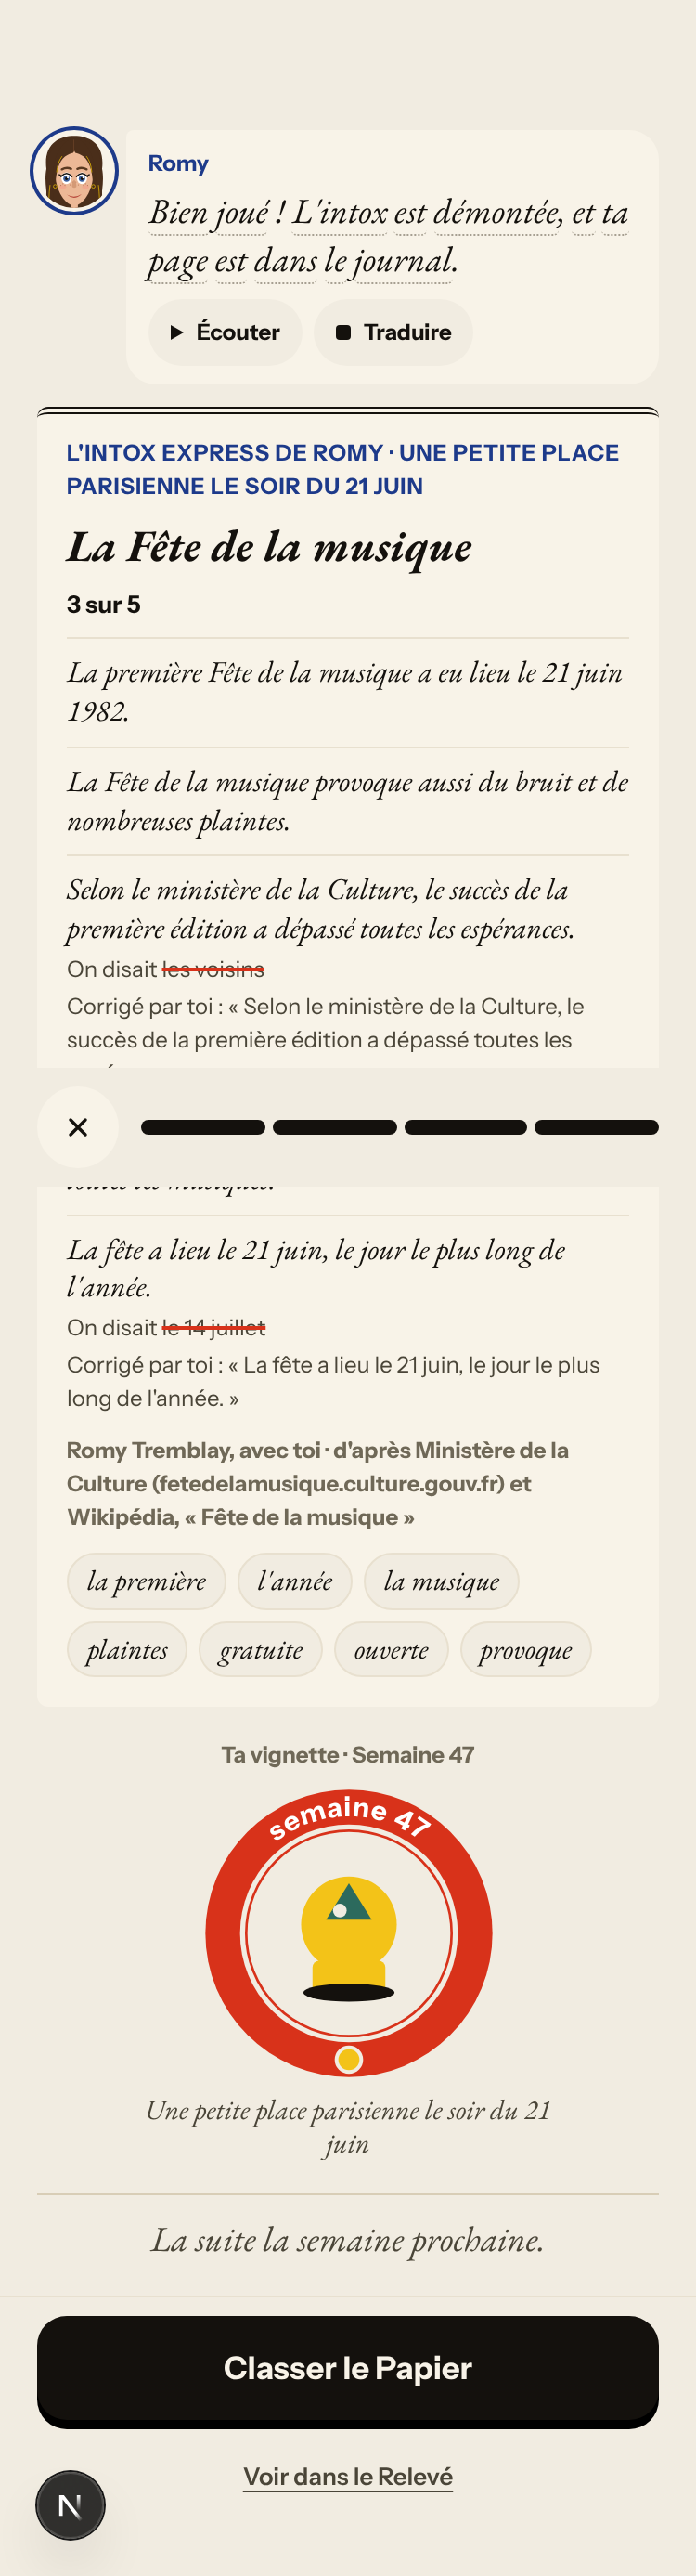 Romy
Bien joué ! L'intox est démontée, et ta
page est dans le journal.
Écouter
Traduire
L'INTOX EXPRESS DE ROMY · UNE PETITE PLACE
PARISIENNE LE SOIR DU 21 JUIN
La Fête de la musique
3 sur 5
La première Fête de la musique a eu lieu le 21 juin
1982.
La Fête de la musique provoque aussi du bruit et de
nombreuses plaintes.
Selon le ministère de la Culture, le succès de la
première édition a dépassé toutes les espérances.
On disait les voisins
Corrigé par toi : « Selon le ministère de la Culture, le
succès de la première édition a dépassé toutes les
toutes les musiques.
La fête a lieu le 21 juin, le jour le plus long de
l'année.
On disait le 14 juillet
Corrigé par toi : « La fête a lieu le 21 juin, le jour le plus
long de l'année. »
Romy Tremblay, avec toi · d'après Ministère de la
Culture (fetedelamusique.culture.gouv.fr) et
Wikipédia, « Fête de la musique »
la première
l'année
la musique
plaintes
gratuite
ouverte
provoque
Ta vignette · Semaine 47
semaine 47
Une petite place parisienne le soir du 21
juin
La suite la semaine prochaine.
Classer le Papier
Voir dans le Relevé
N